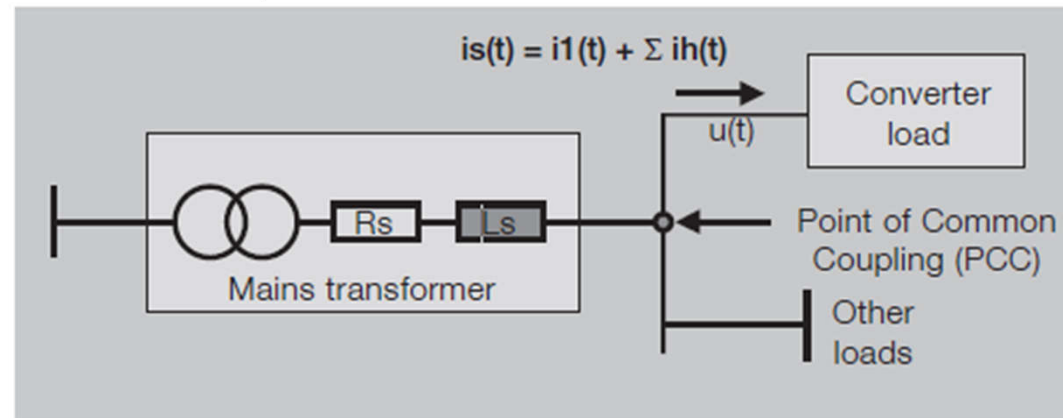 is(t) = i1(t) + Σ ih(t)
u(t)
Converter
load
Rs
Ls
Mains transformer
Point of Common
Coupling (PCC)
Other
loads